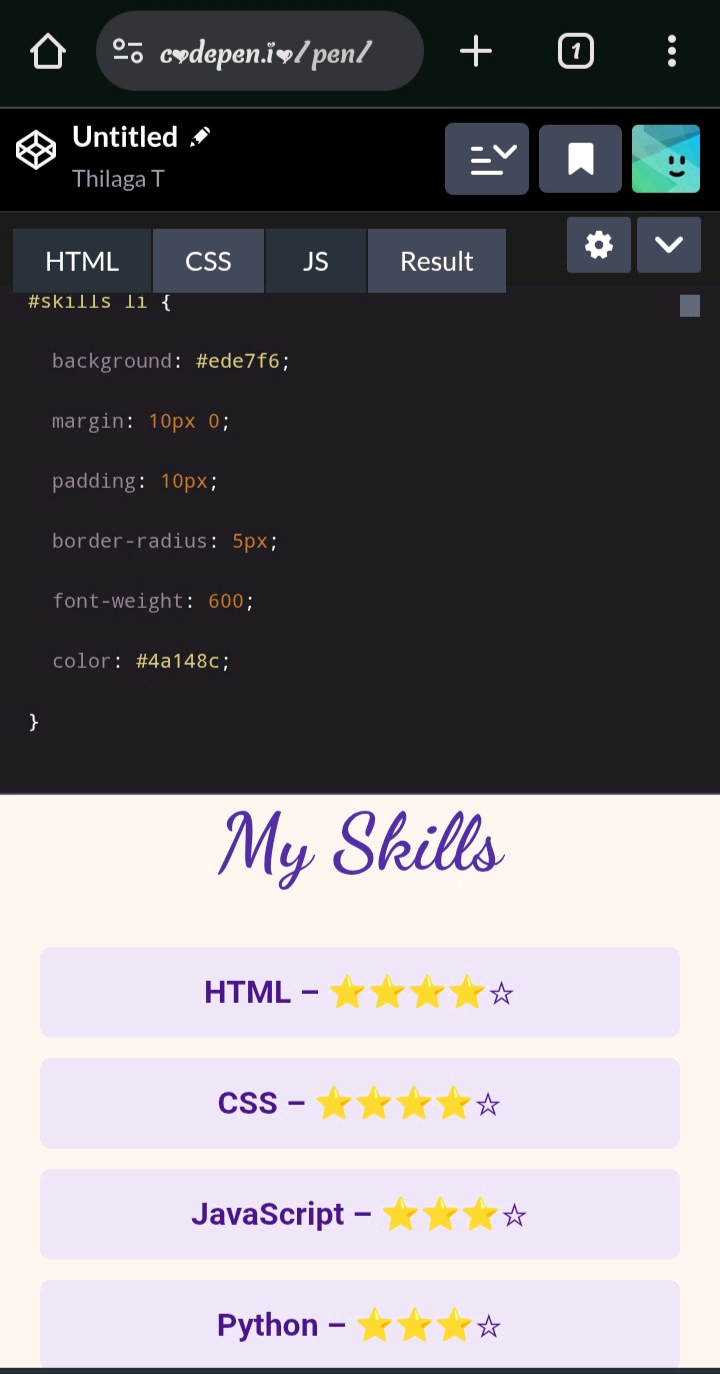 c❤depen.i❤/pen/
1
Untitled
Thilaga T
HTML CSS JS Result
#skills li {
background: #ede7f6;
margin: 10px 0;
padding: 10px;
border-radius: 5px;
font-weight: 600;
color: #4a148c;
}
My Skills
HTML – ⭐⭐⭐⭐☆
CSS – ⭐⭐⭐⭐☆
JavaScript – ⭐⭐⭐☆
Python – ⭐⭐⭐☆